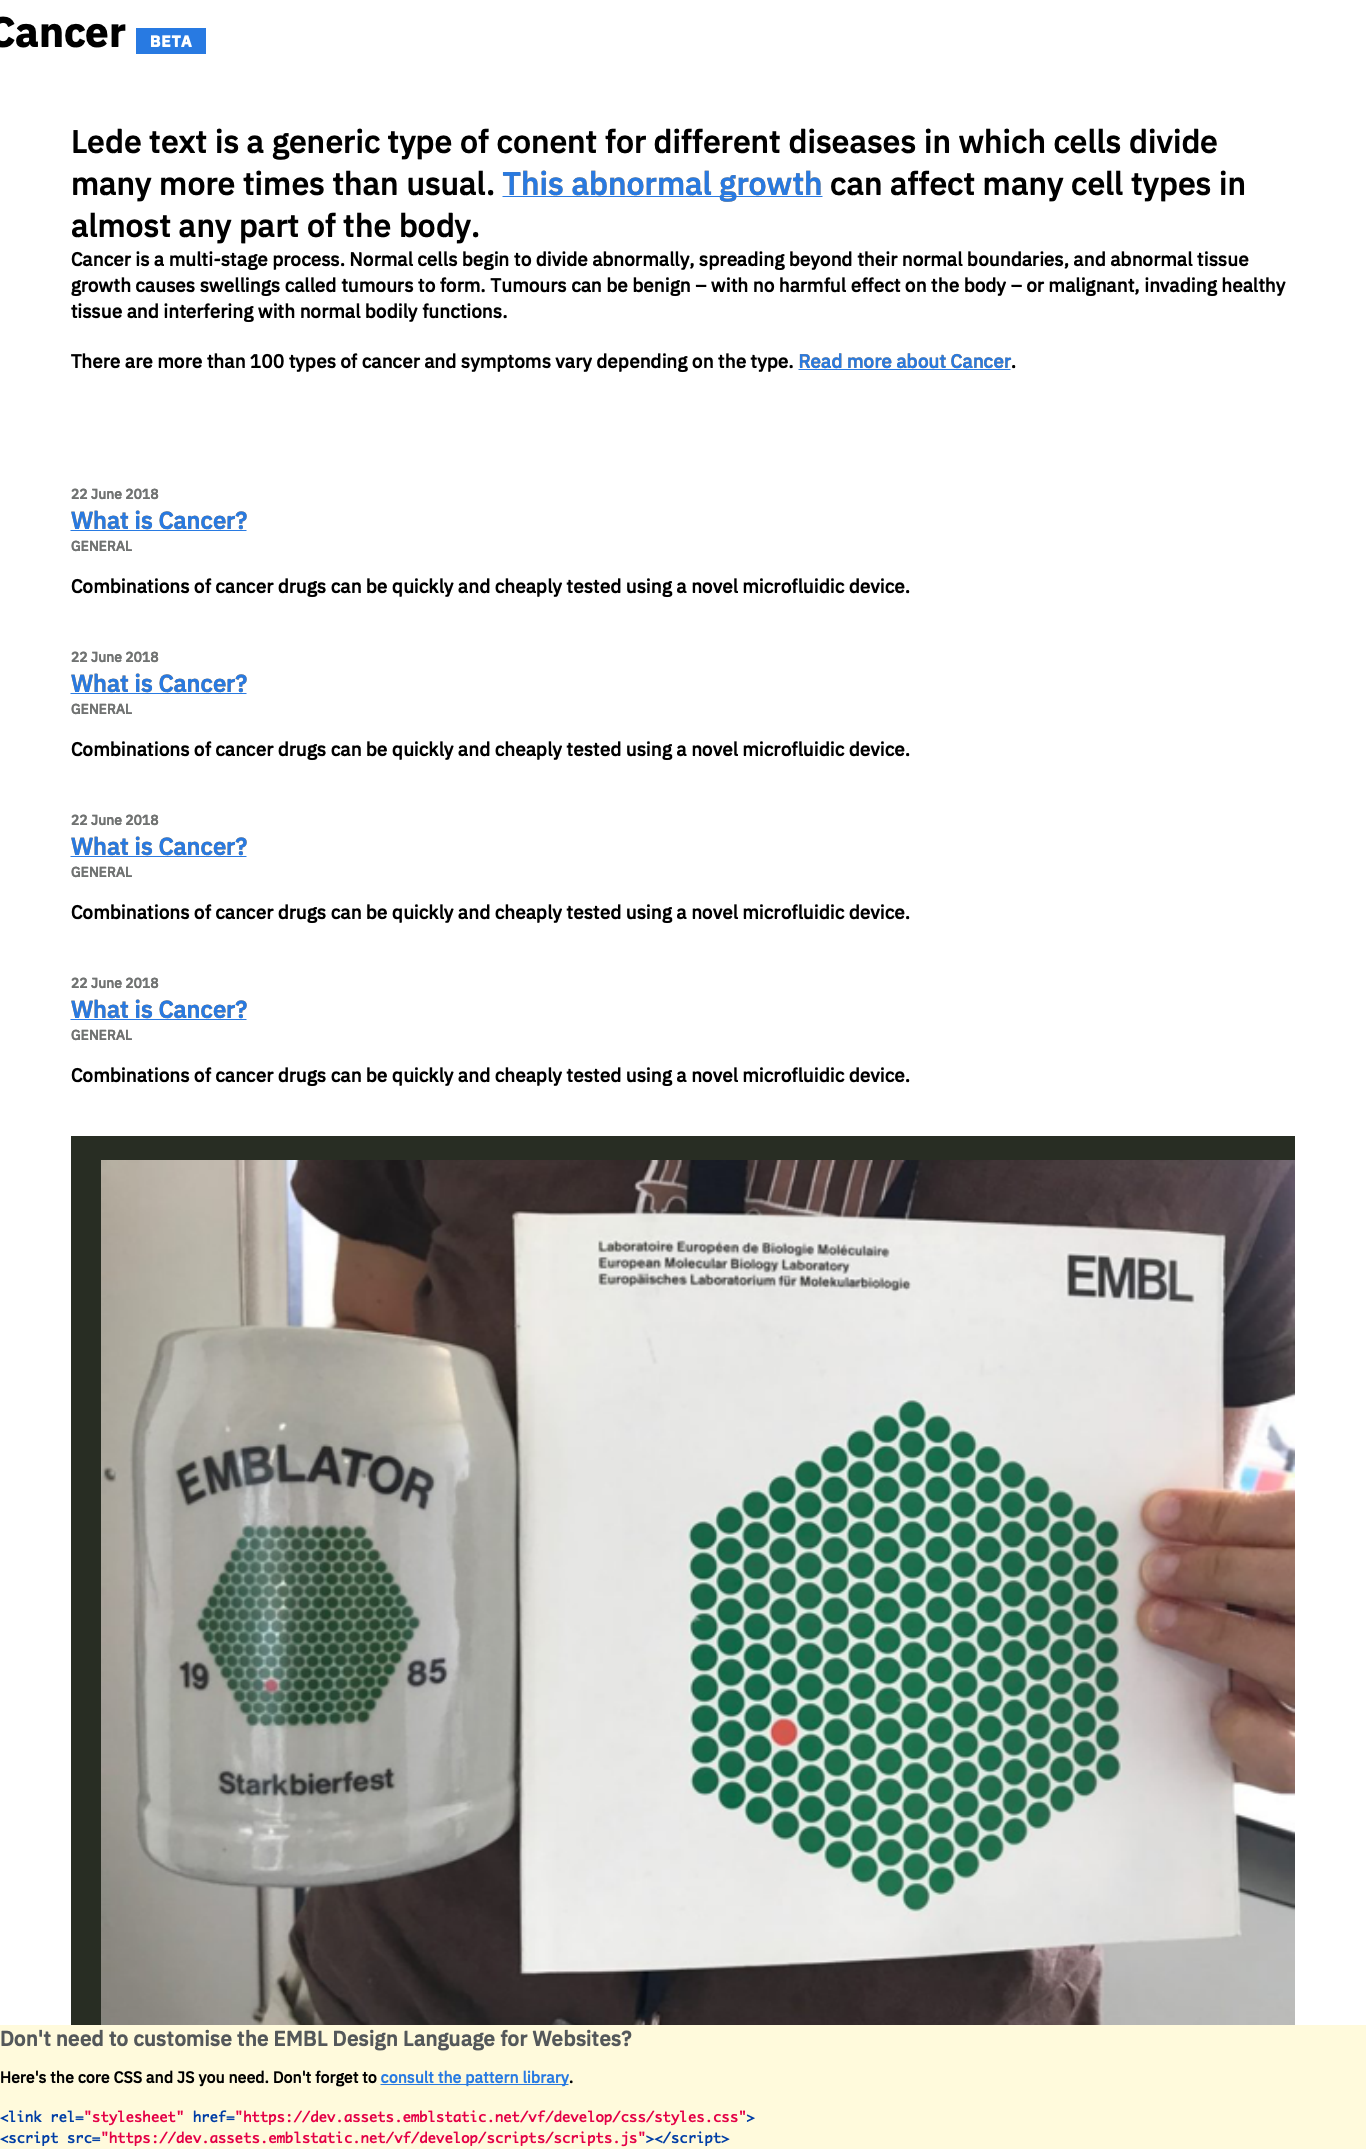 Cancer BETA
Lede text is a generic type of conent for different diseases in which cells divide
many more times than usual. This abnormal growth can affect many cell types in
almost any part of the body.
Cancer is a multi-stage process. Normal cells begin to divide abnormally, spreading beyond their normal boundaries, and abnormal tissue
growth causes swellings called tumours to form. Tumours can be benign – with no harmful effect on the body – or malignant, invading healthy
tissue and interfering with normal bodily functions.
There are more than 100 types of cancer and symptoms vary depending on the type. Read more about Cancer.
22 June 2018
What is Cancer?
GENERAL
Combinations of cancer drugs can be quickly and cheaply tested using a novel microfluidic device.
22 June 2018
What is Cancer?
GENERAL
Combinations of cancer drugs can be quickly and cheaply tested using a novel microfluidic device.
22 June 2018
What is Cancer?
GENERAL
Combinations of cancer drugs can be quickly and cheaply tested using a novel microfluidic device.
22 June 2018
What is Cancer?
GENERAL
Combinations of cancer drugs can be quickly and cheaply tested using a novel microfluidic device.
Laboratoire Européen de Biologie Moléculaire
European Molecular Biology Laboratory
Europäisches Laboratorium für Molekularbiologie
EMBL
EMBLATOR
19 85
Starkbierfest
Don't need to customise the EMBL Design Language for Websites?
Here's the core CSS and JS you need. Don't forget to consult the pattern library.
<link rel="stylesheet" href="https://dev.assets.emblstatic.net/vf/develop/css/styles.css">
<script src="https://dev.assets.emblstatic.net/vf/develop/scripts/scripts.js"></script>